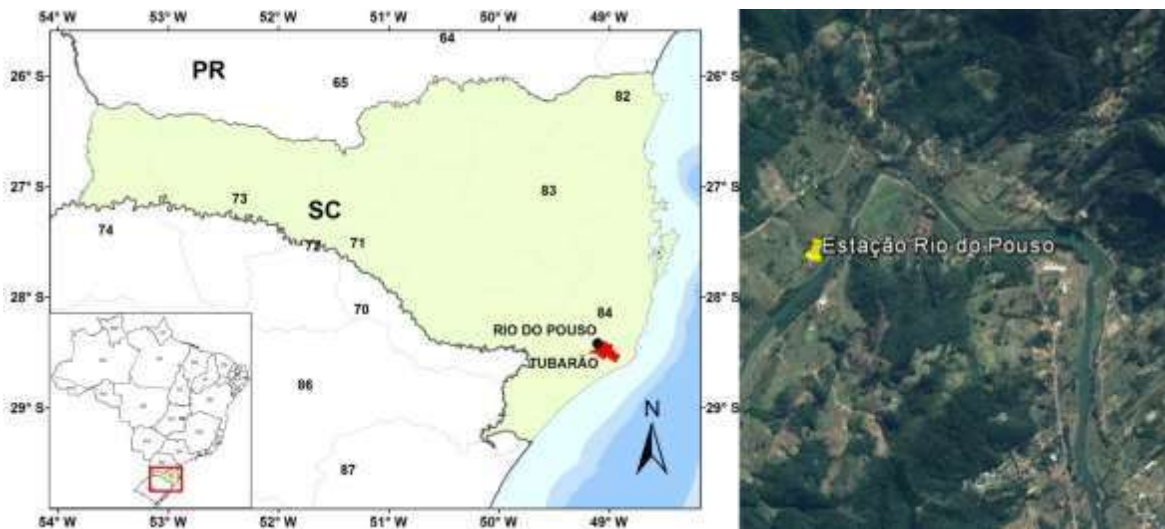 54° W 53° W 52° W 51° W 50° W 49° W
64
PR
65
26° S 26° S
82
27° S 27° S
73
83
74
SC
72 71
28° S 28° S
70
84
RIO DO POUSO
TUBARÃO
86
29° S 29° S
N
87
54° W 53° W 52° W 51° W 50° W 49° W
Estação Rio do Pouso